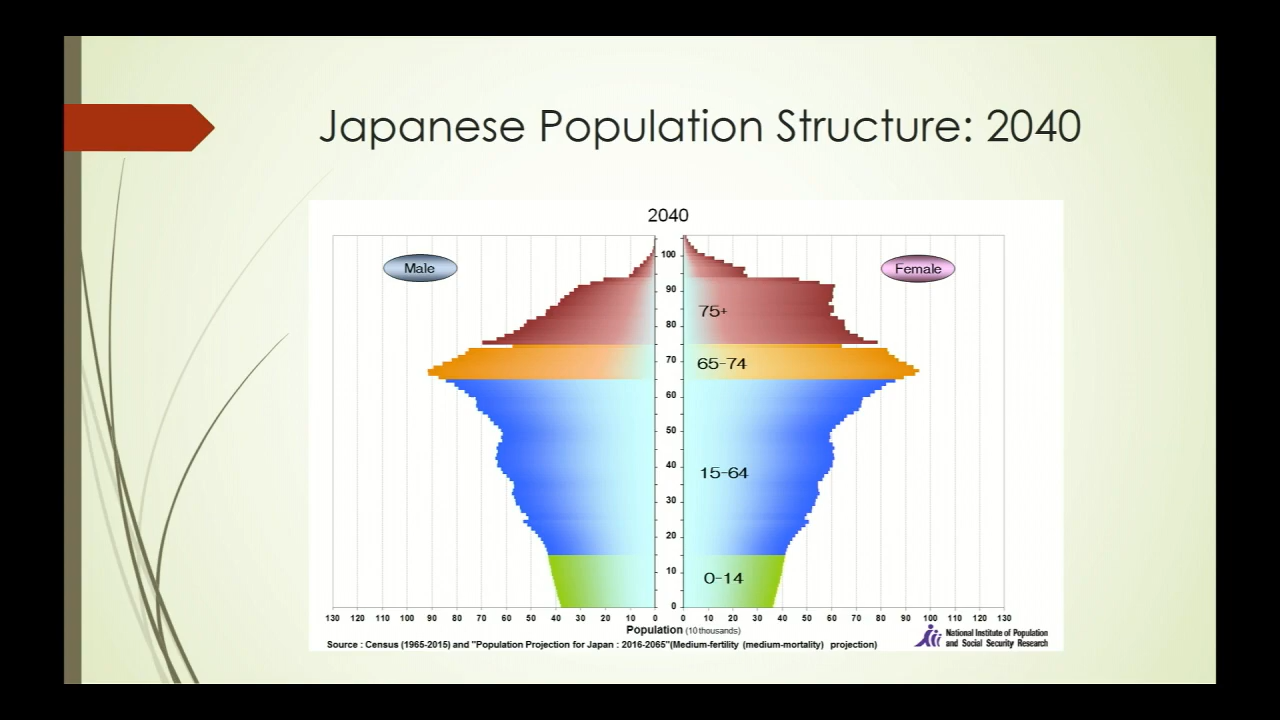 Japanese Population Structure: 2040
2040
Male
Female
100
90
80
70
60
50
40
30
20
10
0
75+
65-74
15-64
0-14
130 120 110 100 90 80 70 60 50 40 30 20 10 0 0 10 20 30 40 50 60 70 80 90 100 110 120 130
Population (10 thousands)
Source : Census (1965-2015) and "Population Projection for Japan : 2016-2065"(Medium-fertility (medium-mortality) projection)
National Institute of Population
and Social Security Research